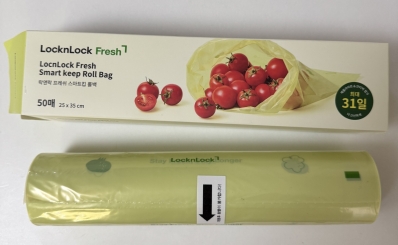 LocknLock Fresh
LocnLock Fresh
Smart keep Roll Bag
락앤락 프레쉬 스마트킵 롤백
50매 25 x 35 cm
최대
31일
LocknLock